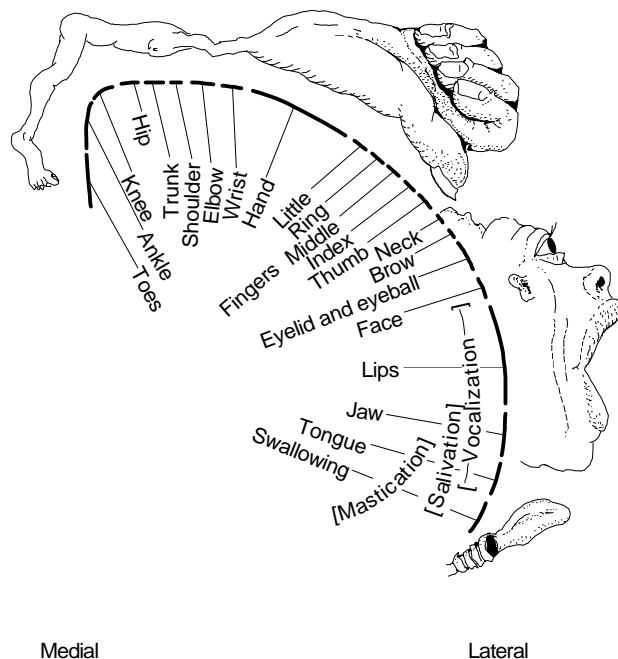 Toes
Ankle
Knee
Hip
Trunk
Shoulder
Elbow
Wrist
Hand
Fingers
Little
Ring
Middle
Index
Thumb
Neck
Brow
Eyelid and eyeball
Face
Lips
Jaw
Tongue
Swallowing
[Mastication]
[Salivation]
[Vocalization]
Medial
Lateral